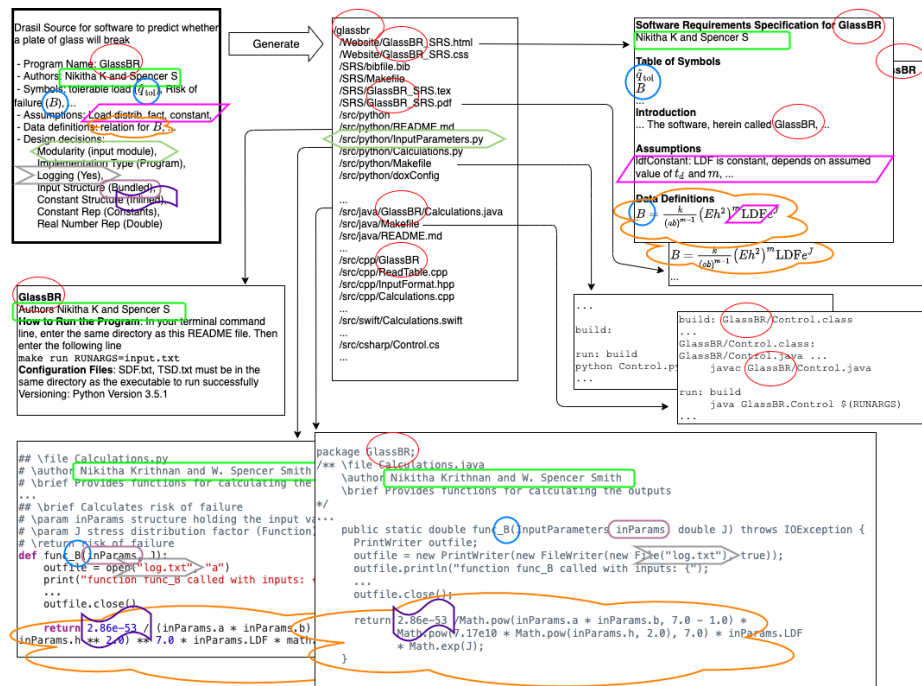 Drasil Source for software to predict whether
a plate of glass will break
- Program Name: GlassBR
- Authors: Nikitha K and Spencer S
- Symbols: tolerable load (q̂tol), Risk of
failure (B), ...
- Assumptions: Load distrib. fact, constant,
- Data definitions: relation for B, ...
- Design decisions:
Modularity (input module),
Implementation Type (Program),
Logging (Yes),
Input Structure (Bundled),
Constant Structure (Inlined),
Constant Rep (Constants),
Real Number Rep (Double)
Generate
/glassbr
/Website/GlassBR_SRS.html
/Website/GlassBR_SRS.css
/SRS/bibfile.bib
/SRS/Makefile
/SRS/GlassBR_SRS.tex
/SRS/GlassBR_SRS.pdf
/src/python
/src/python/README.md
/src/python/InputParameters.py
/src/python/Calculations.py
/src/python/Makefile
/src/python/doxConfig
...
/src/java/GlassBR/Calculations.java
/src/java/Makefile
/src/java/README.md
...
/src/cpp/GlassBR
/src/cpp/ReadTable.cpp
/src/cpp/InputFormat.hpp
/src/cpp/Calculations.cpp
...
/src/swift/Calculations.swift
...
/src/csharp/Control.cs
...
Software Requirements Specification for GlassBR
Nikitha K and Spencer S
Table of Symbols
q̂tol
B
...
Introduction
... The software, herein called GlassBR, ...
Assumptions
ldfConstant: LDF is constant, depends on assumed
value of t_d and m, ...
Data Definitions
B = k/(ab)^{m−1} (Eh²)^m LDFe^J
B = k/(ab)^{m−1} (Eh²)^m LDFe^J
...
GlassBR
Authors Nikitha K and Spencer S
How to Run the Program: In your terminal command
line, enter the same directory as this README file. Then
enter the following line
make run RUNARGS=input.txt
Configuration Files: SDF.txt, TSD.txt must be in the
same directory as the executable to run successfully
Versioning: Python Version 3.5.1
...
build:
run: build
python Control.py
...
build: GlassBR/Control.class
...
GlassBR/Control.class:
GlassBR/Control.java ...
javac GlassBR/Control.java
run: build
java GlassBR.Control $(RUNARGS)
...
## \file Calculations.py
# \author Nikitha Krithnan and W. Spencer Smith
# \brief Provides functions for calculating the
...
## \brief Calculates risk of failure
# \param inParams structure holding the input va
# \param J stress distribution factor (Function)
# \return risk of failure
def func_B(inParams, J):
outfile = open("log.txt", "a")
print("function func_B called with inputs: {
...
outfile.close()
return 2.86e-53 / (inParams.a * inParams.b)
inParams.h ** 2.0) ** 7.0 * inParams.LDF * math.
package GlassBR;
/** \file Calculations.java
\author Nikitha Krithnan and W. Spencer Smith
\brief Provides functions for calculating the outputs
*/
...
public static double func_B(InputParameters inParams, double J) throws IOException {
PrintWriter outfile;
outfile = new PrintWriter(new FileWriter(new File("log.txt"), true));
outfile.println("function func_B called with inputs: {");
...
outfile.close();
return 2.86e-53 /Math.pow(inParams.a * inParams.b, 7.0 - 1.0) *
Math.pow(7.17e10 * Math.pow(inParams.h, 2.0), 7.0) * inParams.LDF
* Math.exp(J);
}